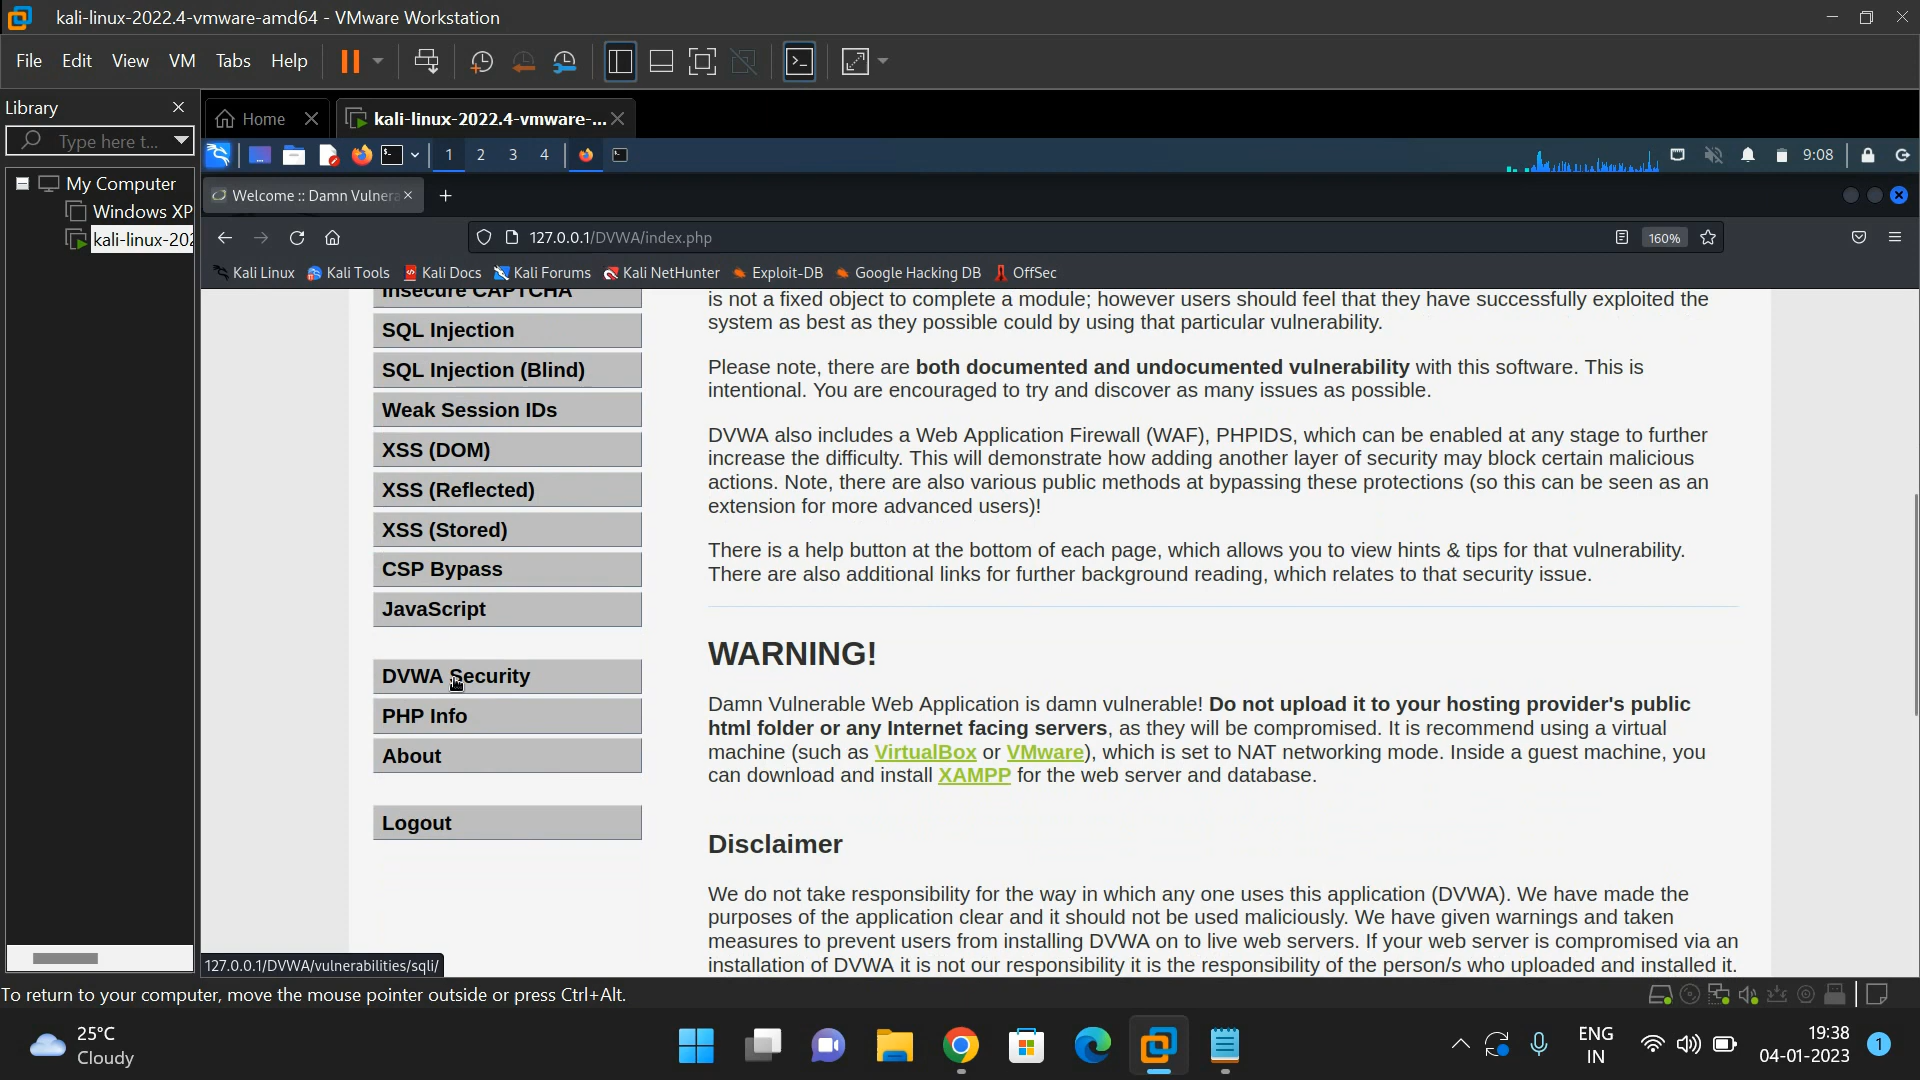 kali-linux-2022.4-vmware-amd64 - VMware Workstation
File Edit View VM Tabs Help
Library
Home
kali-linux-2022.4-vmware-...
Type here t...
1 2 3 4
9:08
My Computer
Windows XP
kali-linux-202
Welcome :: Damn Vulnera
127.0.0.1/DVWA/index.php
160%
Kali Linux Kali Tools Kali Docs Kali Forums Kali NetHunter Exploit-DB Google Hacking DB OffSec
Insecure CAPTCHA
SQL Injection
SQL Injection (Blind)
Weak Session IDs
XSS (DOM)
XSS (Reflected)
XSS (Stored)
CSP Bypass
JavaScript
DVWA Security
PHP Info
About
Logout
is not a fixed object to complete a module; however users should feel that they have successfully exploited the
system as best as they possible could by using that particular vulnerability.
Please note, there are both documented and undocumented vulnerability with this software. This is
intentional. You are encouraged to try and discover as many issues as possible.
DVWA also includes a Web Application Firewall (WAF), PHPIDS, which can be enabled at any stage to further
increase the difficulty. This will demonstrate how adding another layer of security may block certain malicious
actions. Note, there are also various public methods at bypassing these protections (so this can be seen as an
extension for more advanced users)!
There is a help button at the bottom of each page, which allows you to view hints & tips for that vulnerability.
There are also additional links for further background reading, which relates to that security issue.
WARNING!
Damn Vulnerable Web Application is damn vulnerable! Do not upload it to your hosting provider's public
html folder or any Internet facing servers, as they will be compromised. It is recommend using a virtual
machine (such as VirtualBox or VMware), which is set to NAT networking mode. Inside a guest machine, you
can download and install XAMPP for the web server and database.
Disclaimer
We do not take responsibility for the way in which any one uses this application (DVWA). We have made the
purposes of the application clear and it should not be used maliciously. We have given warnings and taken
measures to prevent users from installing DVWA on to live web servers. If your web server is compromised via an
installation of DVWA it is not our responsibility it is the responsibility of the person/s who uploaded and installed it.
127.0.0.1/DVWA/vulnerabilities/sqli/
To return to your computer, move the mouse pointer outside or press Ctrl+Alt.
25°C
Cloudy
ENG
IN
19:38
04-01-2023
1